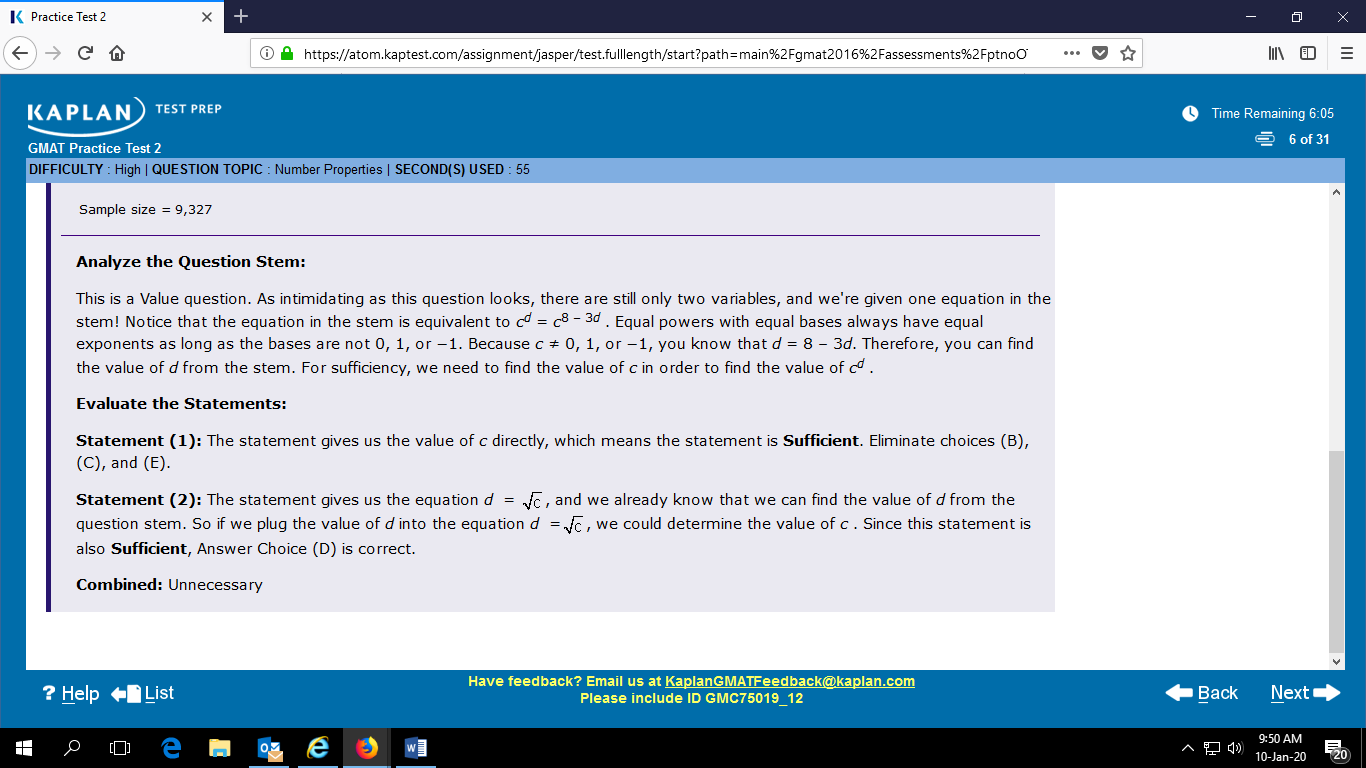 Practice Test 2
https://atom.kaptest.com/assignment/jasper/test.fulllength/start?path=main%2Fgmat2016%2Fassessments%2FptnoO
KAPLAN TEST PREP
Time Remaining 6:05
GMAT Practice Test 2
6 of 31
DIFFICULTY : High | QUESTION TOPIC : Number Properties | SECOND(S) USED : 55
Sample size = 9,327
Analyze the Question Stem:
This is a Value question. As intimidating as this question looks, there are still only two variables, and we're given one equation in the
stem! Notice that the equation in the stem is equivalent to c^d = c^(8 − 3d) . Equal powers with equal bases always have equal
exponents as long as the bases are not 0, 1, or −1. Because c ≠ 0, 1, or −1, you know that d = 8 − 3d. Therefore, you can find
the value of d from the stem. For sufficiency, we need to find the value of c in order to find the value of c^d .
Evaluate the Statements:
Statement (1): The statement gives us the value of c directly, which means the statement is Sufficient. Eliminate choices (B),
(C), and (E).
Statement (2): The statement gives us the equation d = √c , and we already know that we can find the value of d from the
question stem. So if we plug the value of d into the equation d = √c , we could determine the value of c . Since this statement is
also Sufficient, Answer Choice (D) is correct.
Combined: Unnecessary
? Help List
Have feedback? Email us at KaplanGMATFeedback@kaplan.com
Please include ID GMC75019_12
Back Next
9:50 AM
10-Jan-20
20